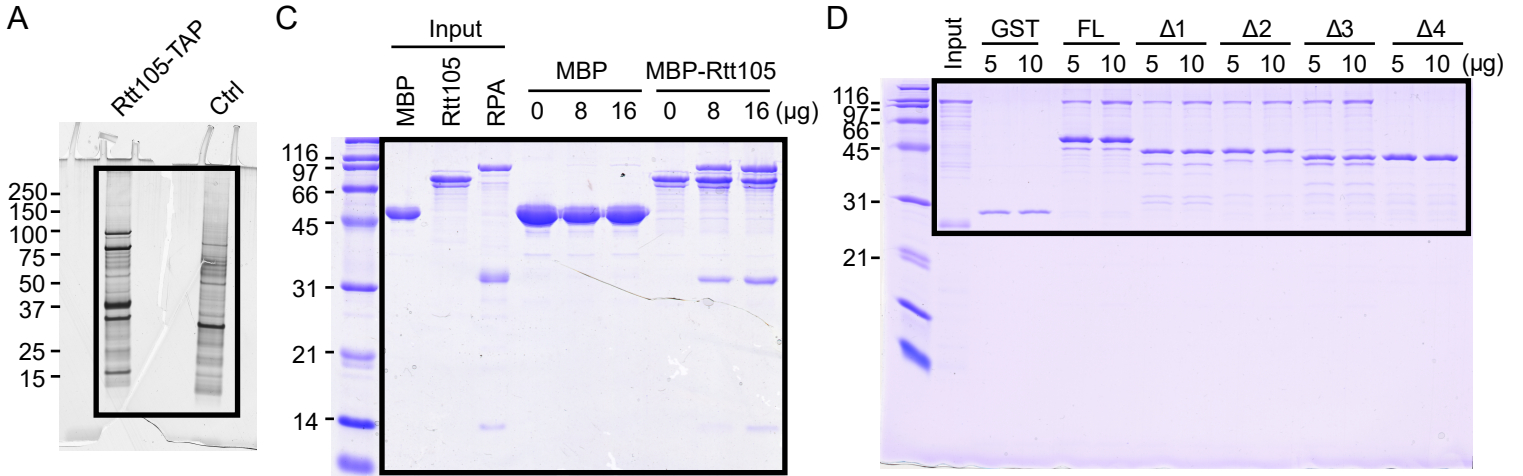 A
Rtt105-TAP
Ctrl
250
150
100
75
50
37
25
15
C
Input
MBP
Rtt105
RPA
MBP
MBP-Rtt105
0 8 16 0 8 16 (µg)
116
97
66
45
31
21
14
D
Input
GST FL Δ1 Δ2 Δ3 Δ4
5 10 5 10 5 10 5 10 5 10 5 10 (µg)
116
97
66
45
31
21